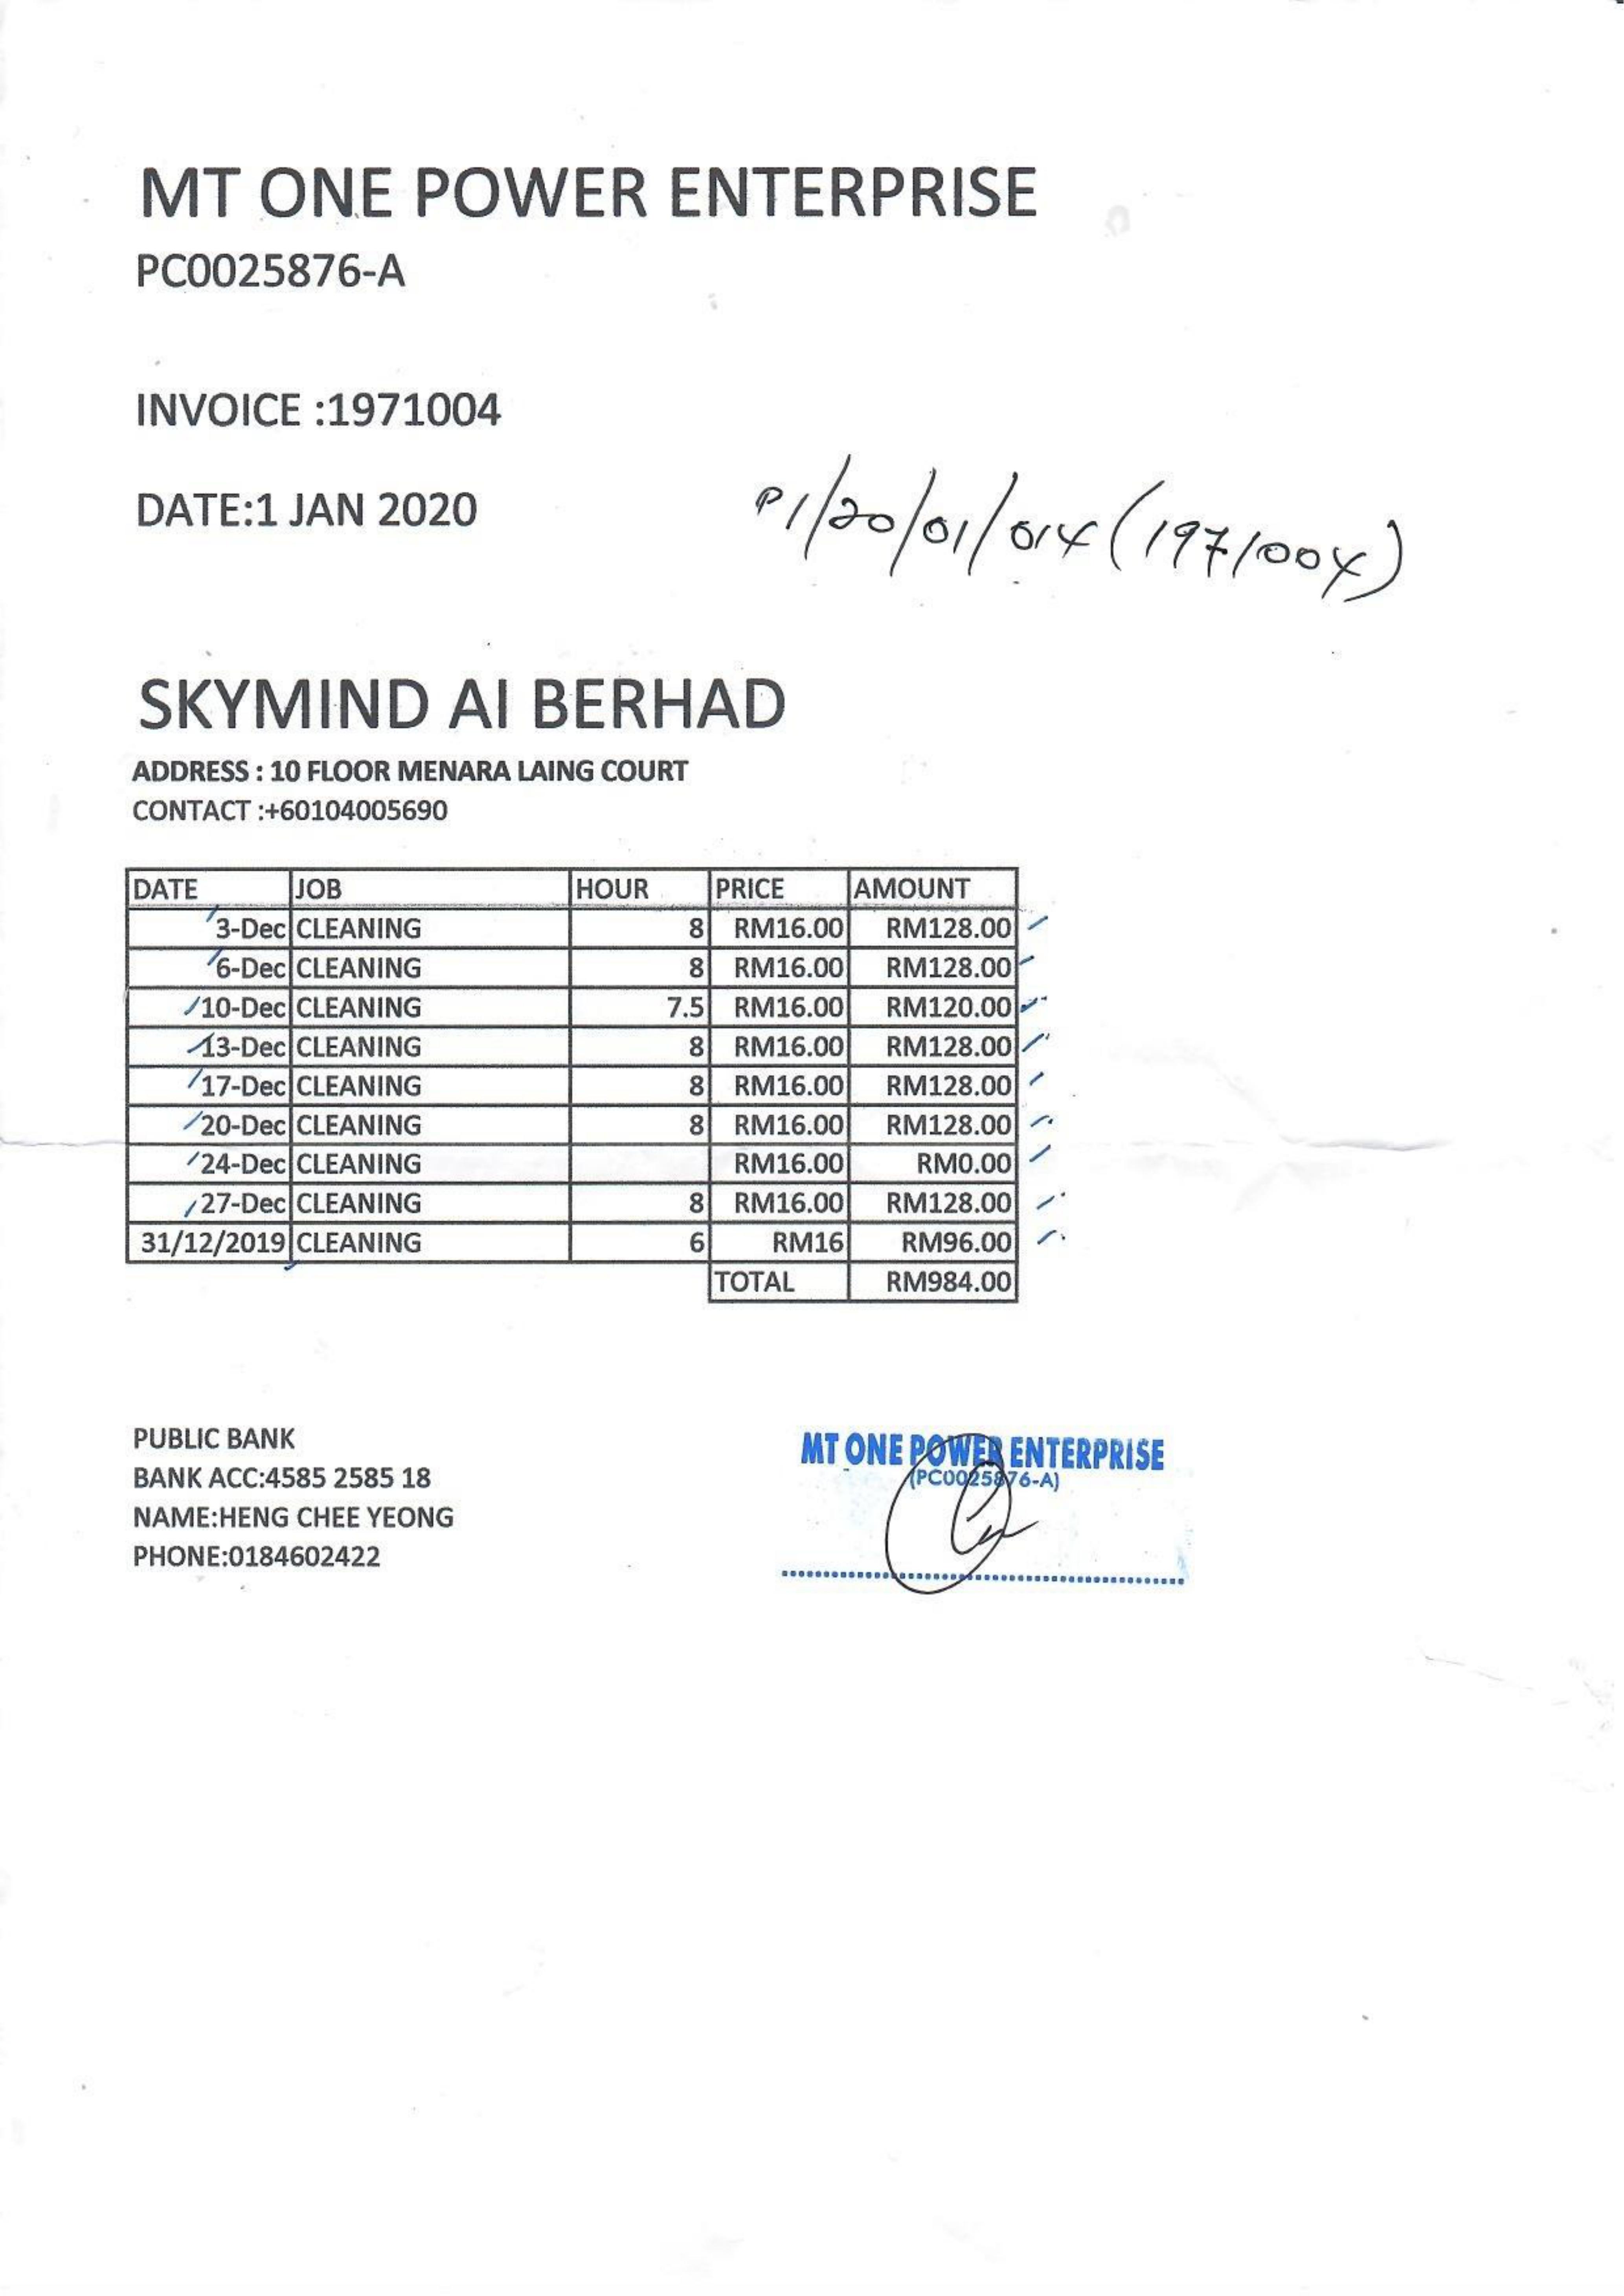 MT ONE POWER ENTERPRISE
PC0025876-A
INVOICE :1971004
DATE:1 JAN 2020
P1/20/01/014 (1971004)
SKYMIND AI BERHAD
ADDRESS : 10 FLOOR MENARA LAING COURT
CONTACT :+60104005690
DATE JOB HOUR PRICE AMOUNT
3-Dec CLEANING 8 RM16.00 RM128.00
6-Dec CLEANING 8 RM16.00 RM128.00
10-Dec CLEANING 7.5 RM16.00 RM120.00
13-Dec CLEANING 8 RM16.00 RM128.00
17-Dec CLEANING 8 RM16.00 RM128.00
20-Dec CLEANING 8 RM16.00 RM128.00
24-Dec CLEANING RM16.00 RM0.00
27-Dec CLEANING 8 RM16.00 RM128.00
31/12/2019 CLEANING 6 RM16 RM96.00
TOTAL RM984.00
PUBLIC BANK
BANK ACC:4585 2585 18
NAME:HENG CHEE YEONG
PHONE:0184602422
MT ONE POWER ENTERPRISE
(PC0025876-A)